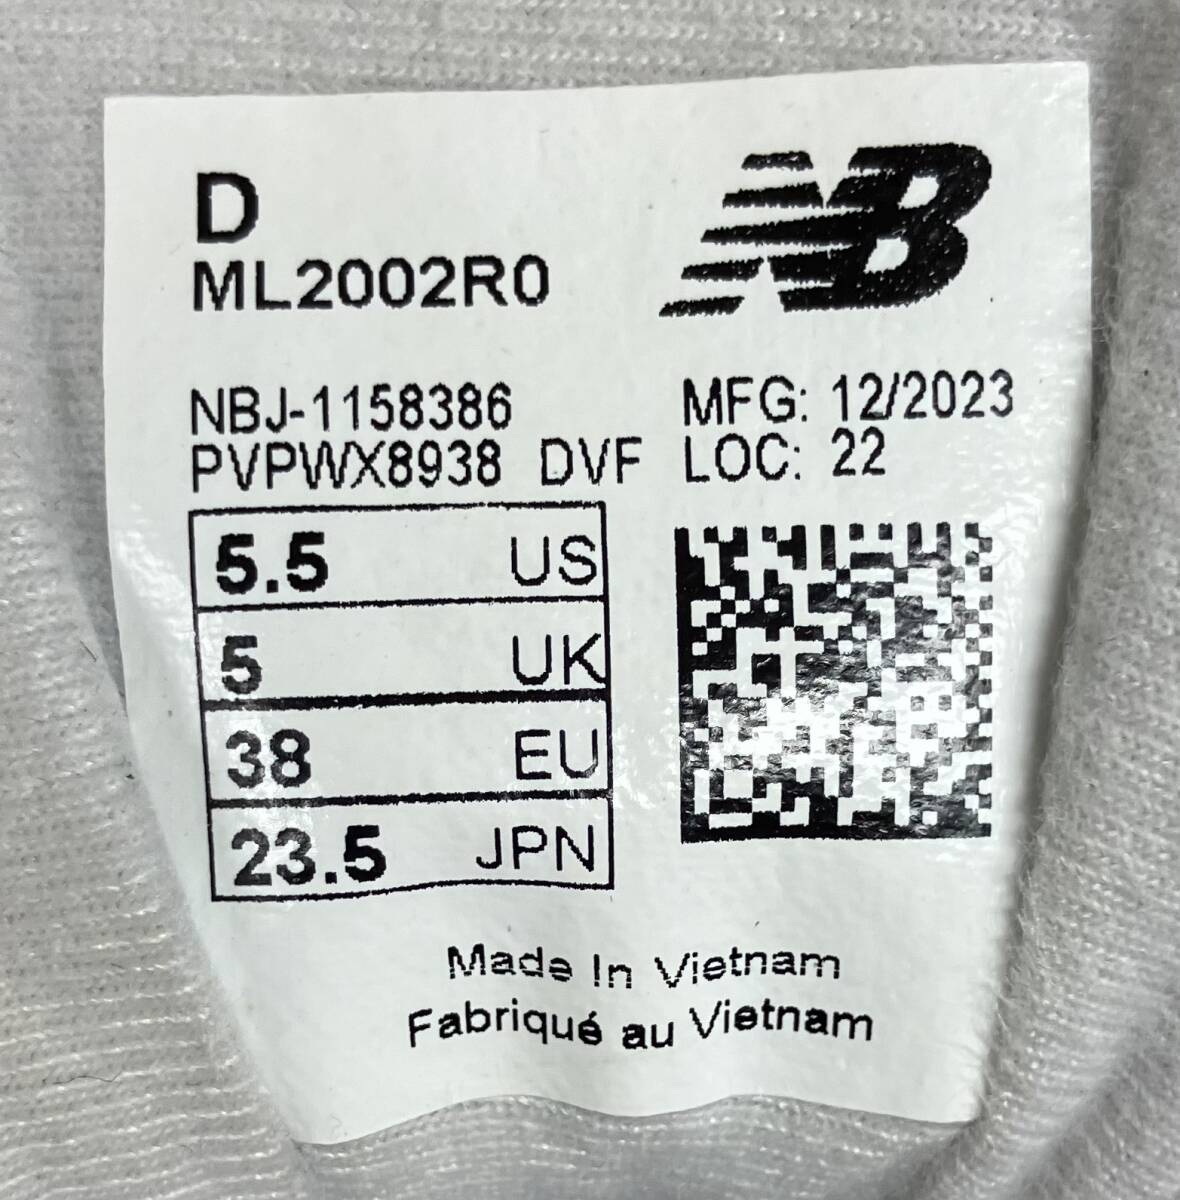 D
NB
ML2002R0
NBJ-1158386
MFG: 12/2023
PVPWX8938 DVF
LOC: 22
5.5 US
5 UK
38 EU
23.5 JPN
Made In Vietnam
Fabriqué au Vietnam